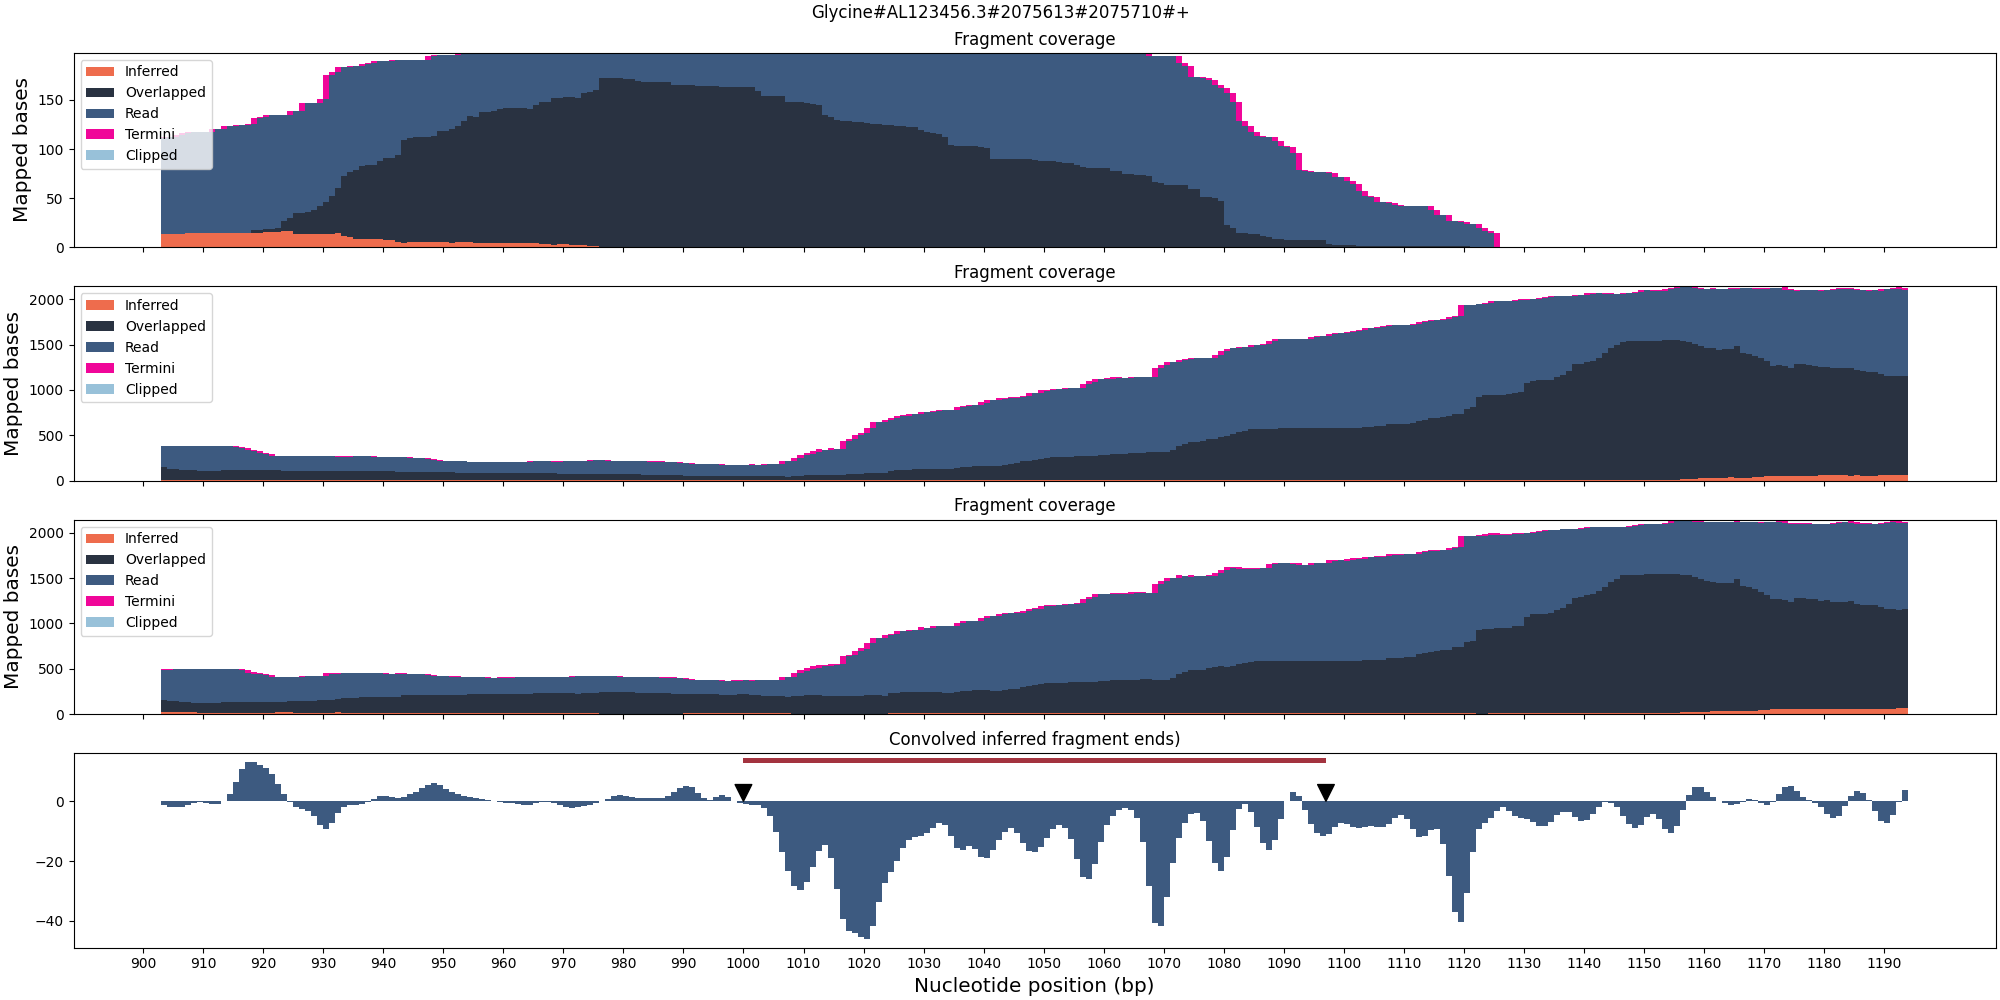 Glycine#AL123456.3#2075613#2075710#+
Fragment coverage
Mapped bases
150
100
50
0
Inferred
Overlapped
Read
Termini
Clipped
Fragment coverage
Mapped bases
2000
1500
1000
500
0
Inferred
Overlapped
Read
Termini
Clipped
Fragment coverage
Mapped bases
2000
1500
1000
500
0
Inferred
Overlapped
Read
Termini
Clipped
Convolved inferred fragment ends)
0
−20
−40
900 910 920 930 940 950 960 970 980 990 1000 1010 1020 1030 1040 1050 1060 1070 1080 1090 1100 1110 1120 1130 1140 1150 1160 1170 1180 1190
Nucleotide position (bp)